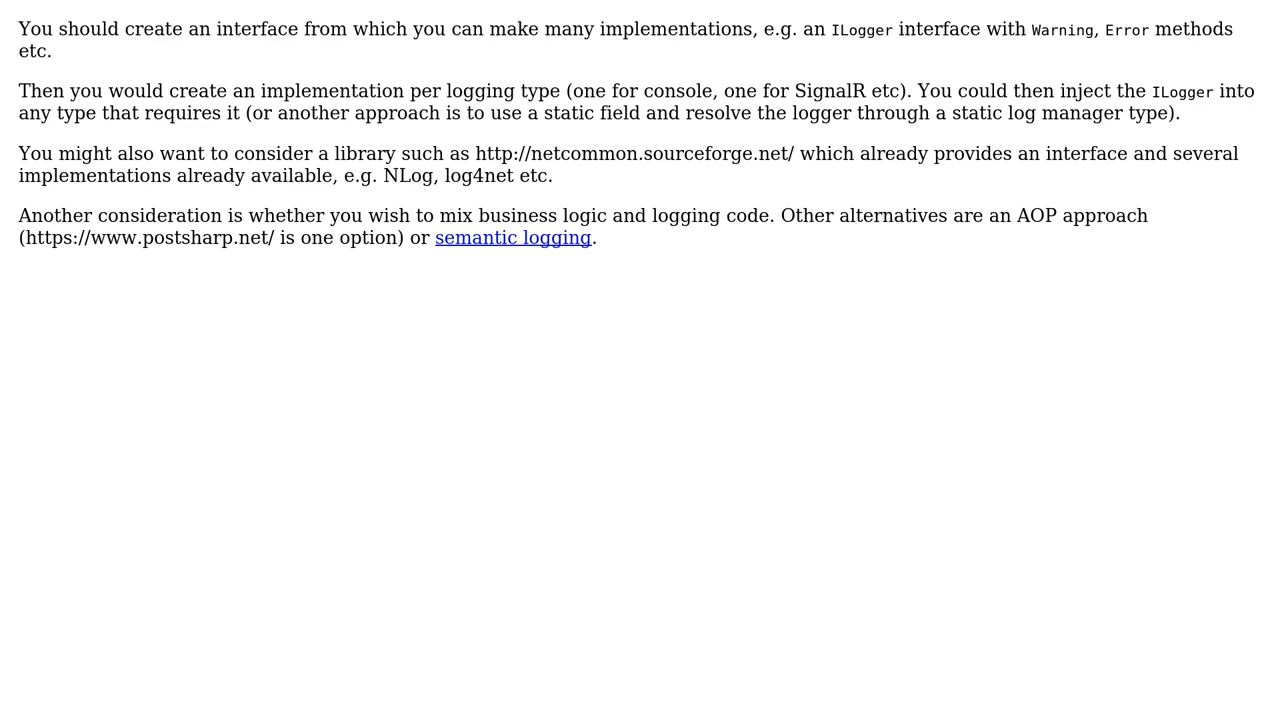 You should create an interface from which you can make many implementations, e.g. an ILogger interface with Warning, Error methods
etc.
Then you would create an implementation per logging type (one for console, one for SignalR etc). You could then inject the ILogger into
any type that requires it (or another approach is to use a static field and resolve the logger through a static log manager type).
You might also want to consider a library such as http://netcommon.sourceforge.net/ which already provides an interface and several
implementations already available, e.g. NLog, log4net etc.
Another consideration is whether you wish to mix business logic and logging code. Other alternatives are an AOP approach
(https://www.postsharp.net/ is one option) or semantic logging.